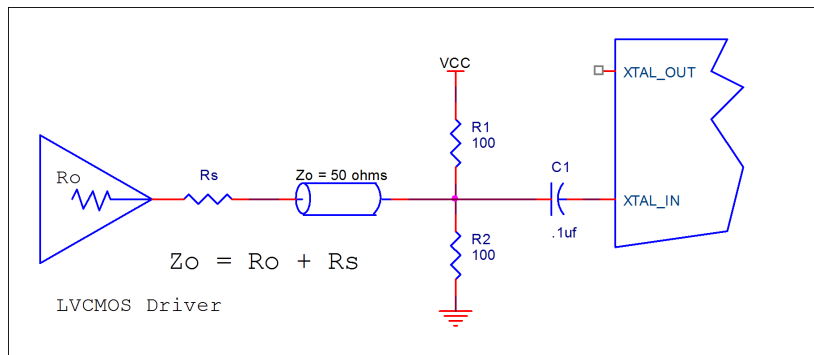 VCC
XTAL_OUT
R1
100
Ro
Rs
Zo = 50 ohms
C1
XTAL_IN
.1uf
R2
100
Zo = Ro + Rs
LVCMOS Driver